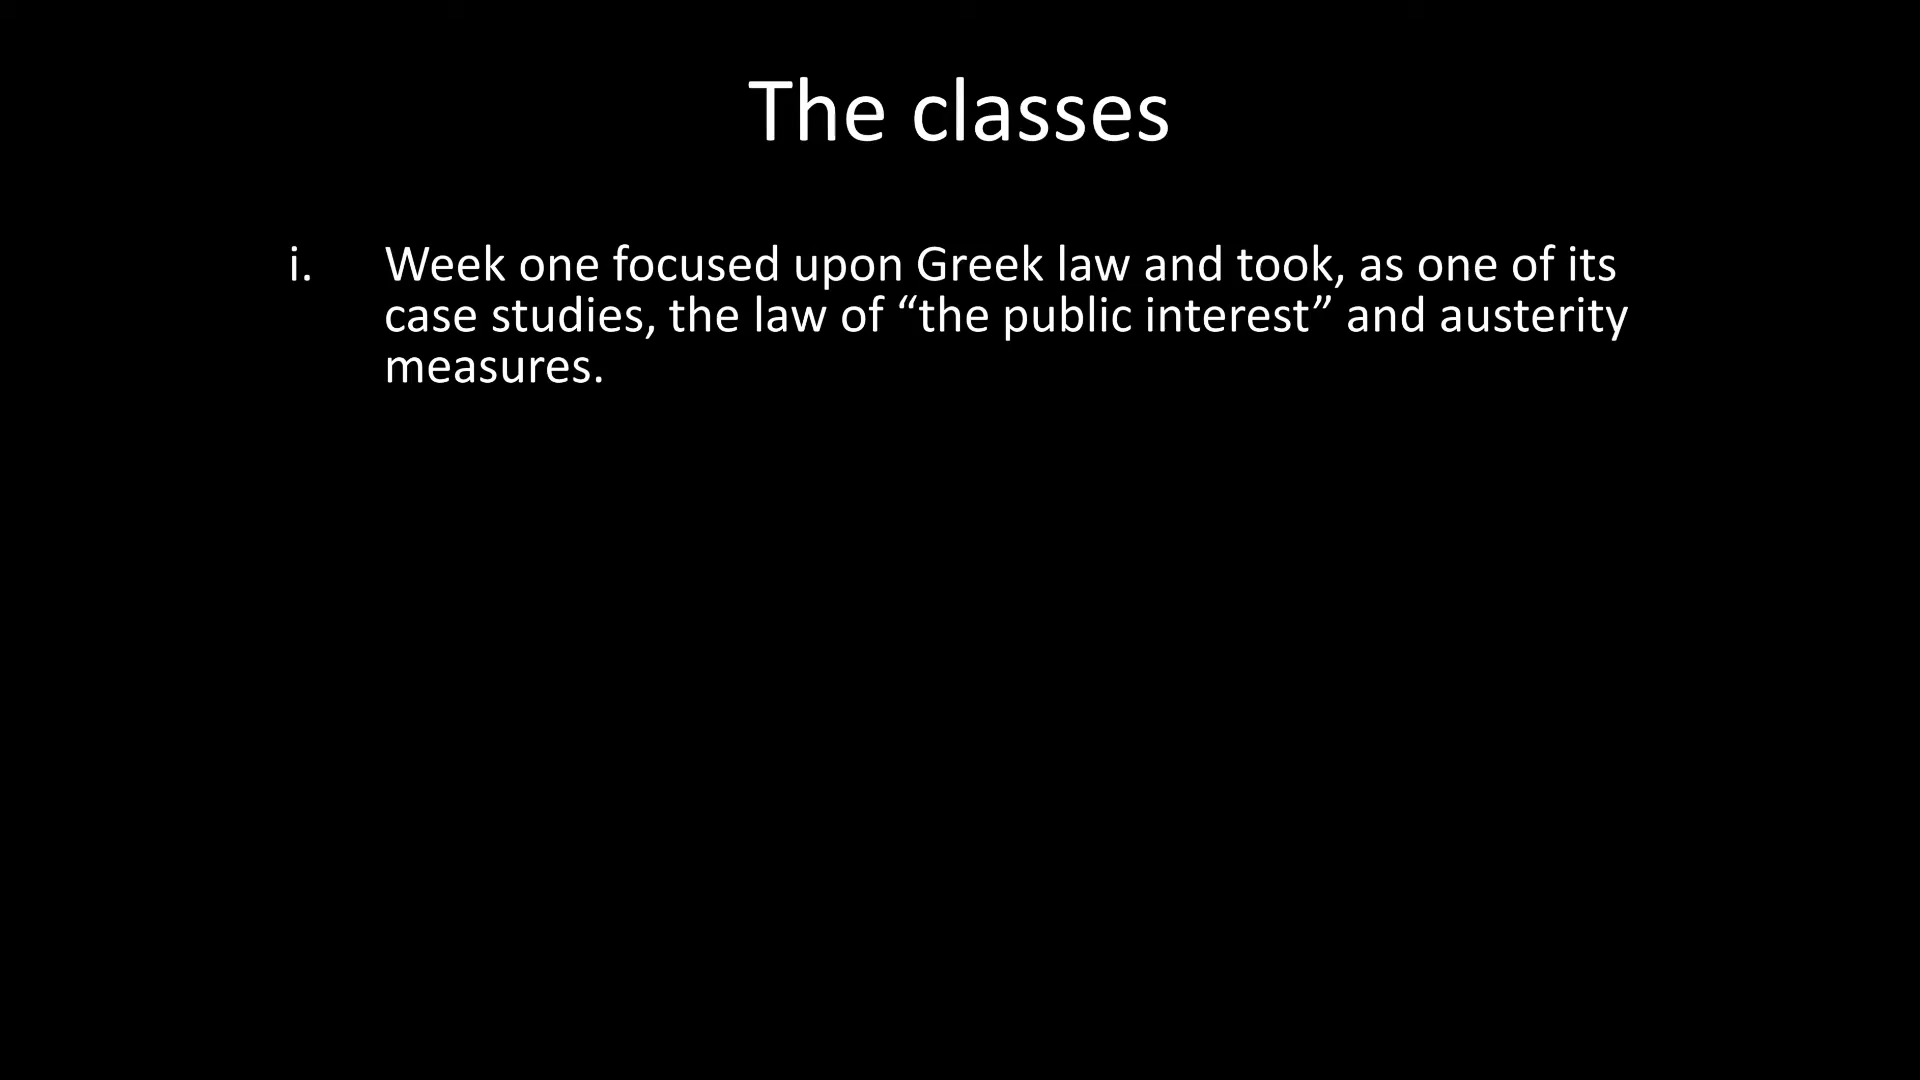 The classes
i. Week one focused upon Greek law and took, as one of its
case studies, the law of “the public interest” and austerity
measures.